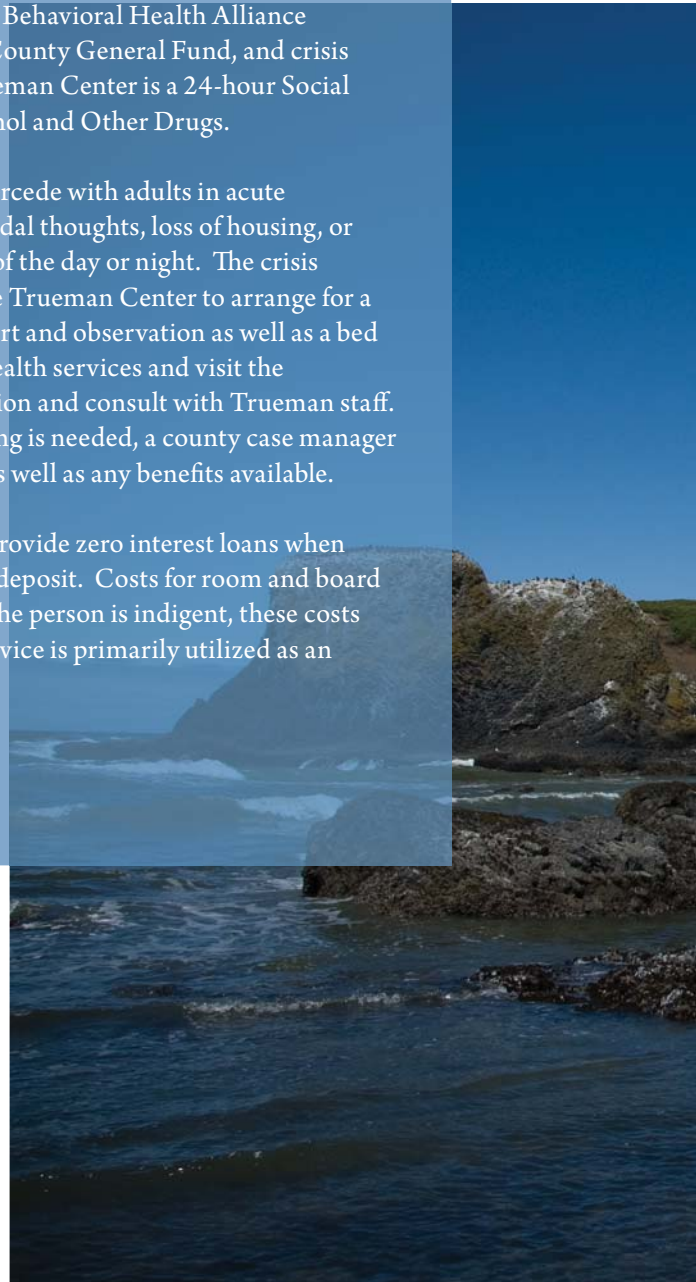 Behavioral Health Alliance
County General Fund, and crisis
eman Center is a 24-hour Social
hol and Other Drugs.
rcede with adults in acute
dal thoughts, loss of housing, or
of the day or night. The crisis
e Trueman Center to arrange for a
rt and observation as well as a bed
ealth services and visit the
ion and consult with Trueman staff.
ng is needed, a county case manager
s well as any benefits available.
rovide zero interest loans when
deposit. Costs for room and board
he person is indigent, these costs
vice is primarily utilized as an